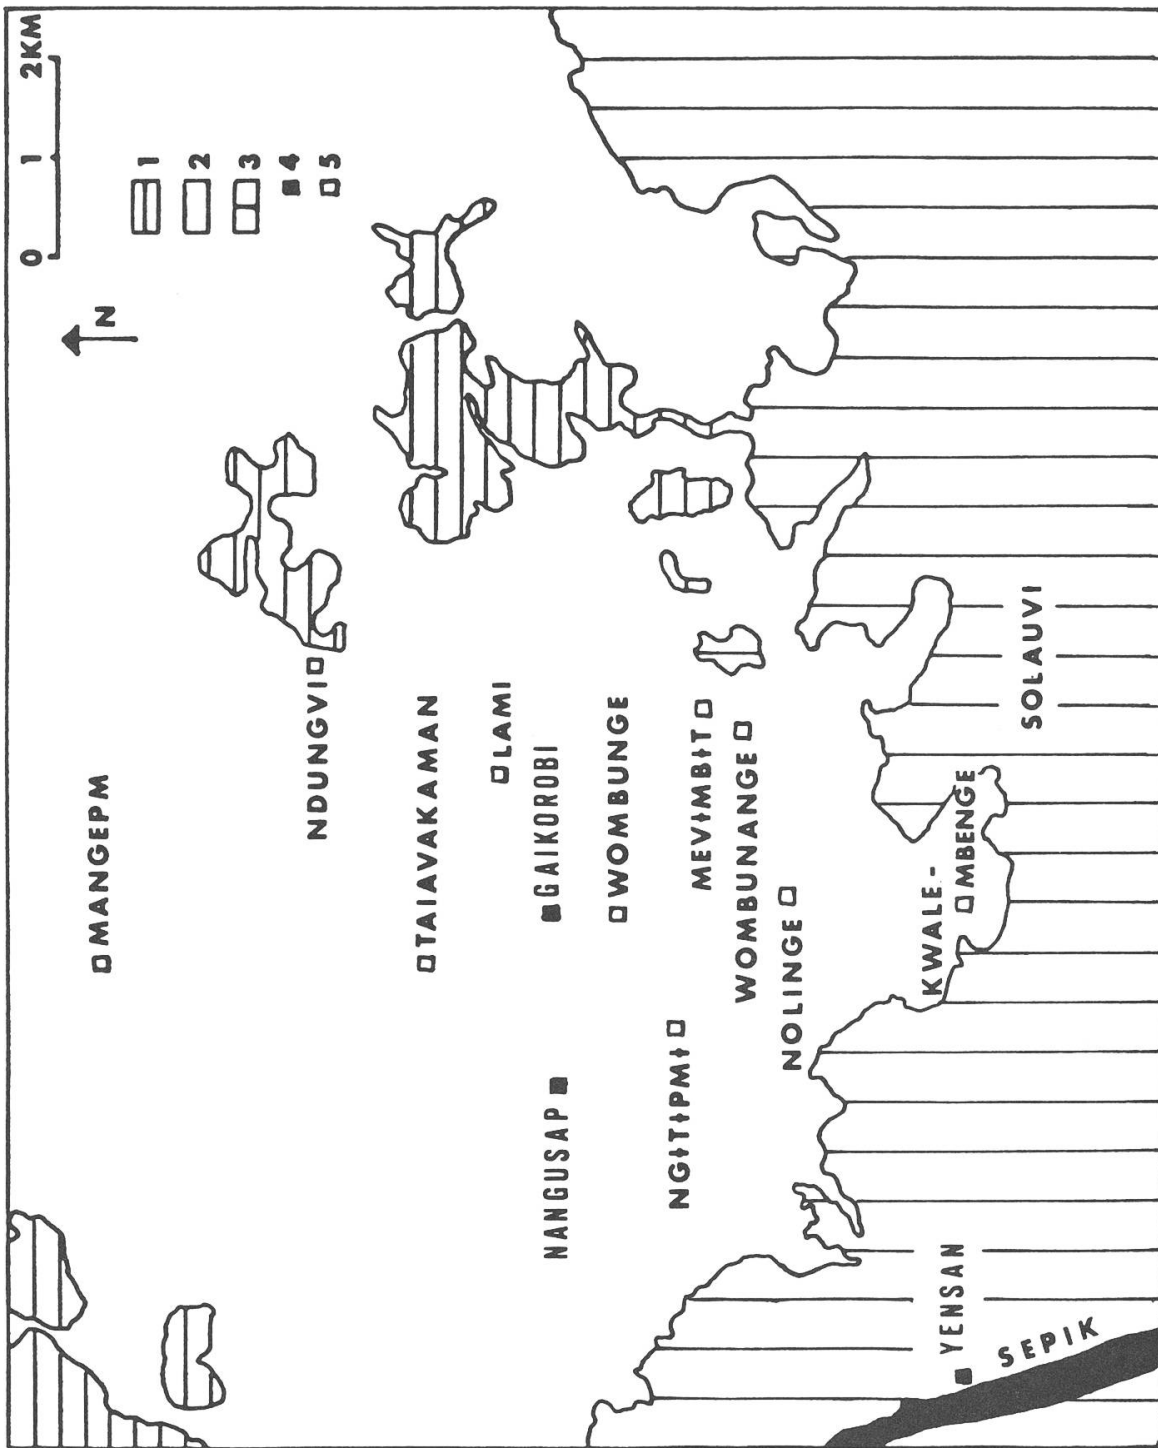 0 1 2KM
1
2
3
4
5
N
MANGEPM
NDUNGVI
TAIAVAKAMAN
LAMI
GAIKOROBI
NANGUSAP
WOMBUNGE
MEVɨMBɨT
NGɨTɨPMɨ
WOMBUNANGE
NOLINGE
KWALE-
MBENGE
SOLAUVI
YENSAN
SEPIK